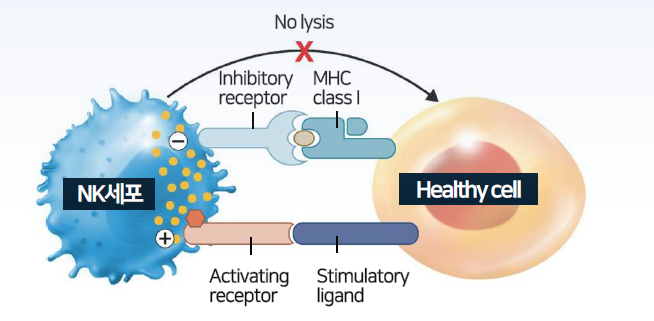 No lysis
X
Inhibitory
receptor
MHC
class I
−
NK세포
Healthy cell
+
Activating
receptor
Stimulatory
ligand